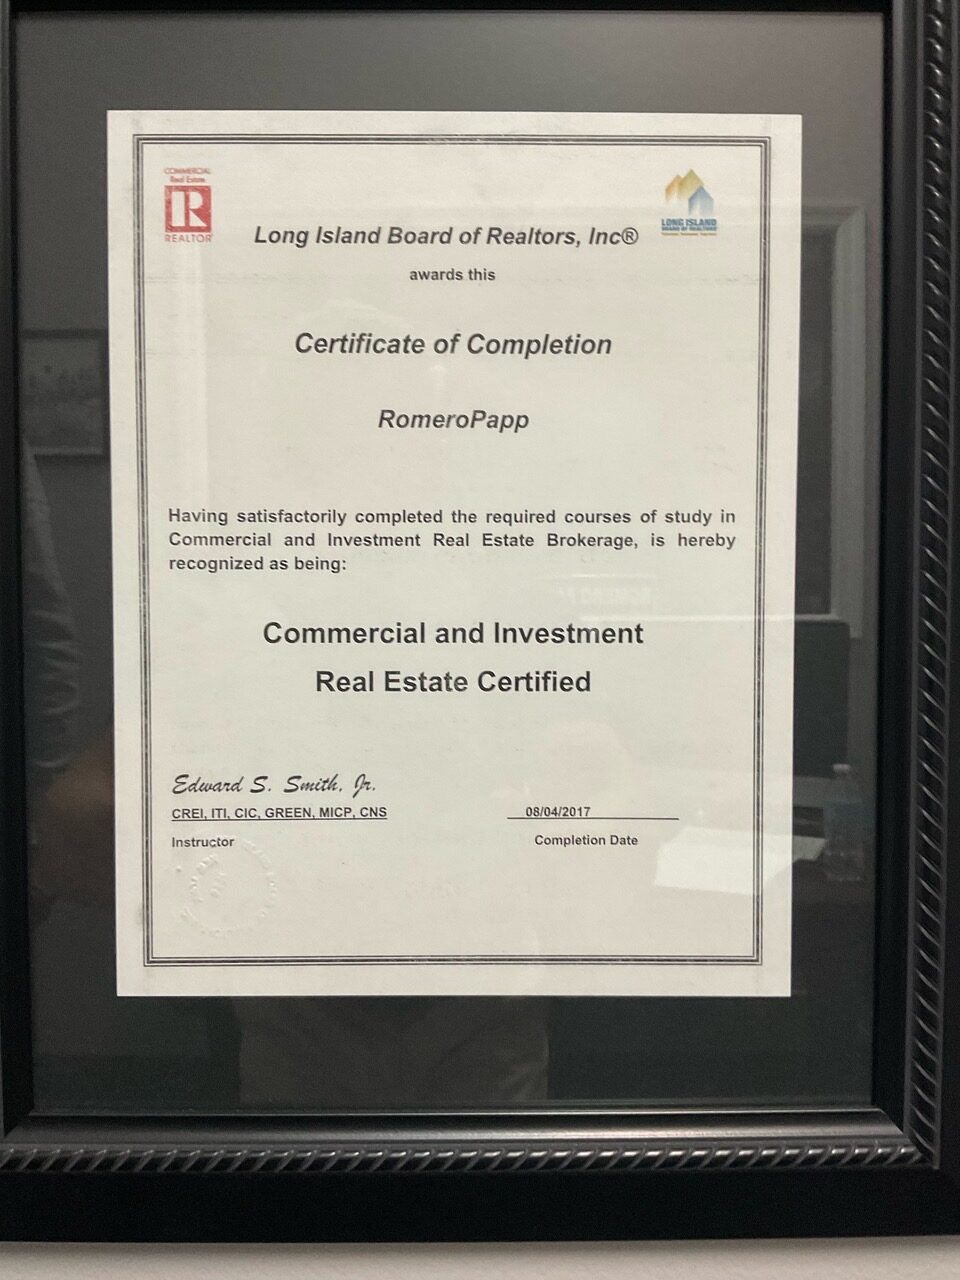 COMMERCIAL
Real Estate
R
REALTOR
LONG ISLAND
BOARD OF REALTORS
Long Island Board of Realtors, Inc®
awards this
Certificate of Completion
RomeroPapp
Having satisfactorily completed the required courses of study in
Commercial and Investment Real Estate Brokerage, is hereby
recognized as being:
Commercial and Investment
Real Estate Certified
Edward S. Smith, Jr.
CREI, ITI, CIC, GREEN, MICP, CNS
08/04/2017
Instructor
Completion Date